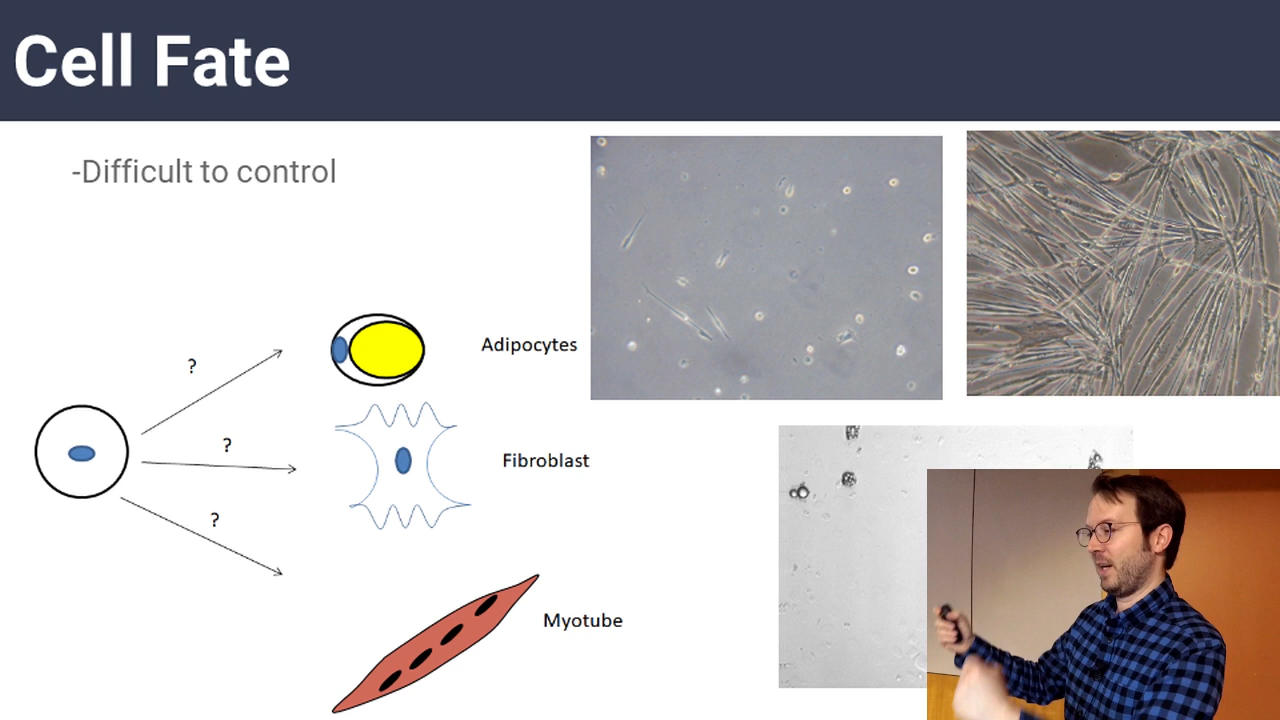 Cell Fate
-Difficult to control
?
Adipocytes
?
Fibroblast
?
Myotube